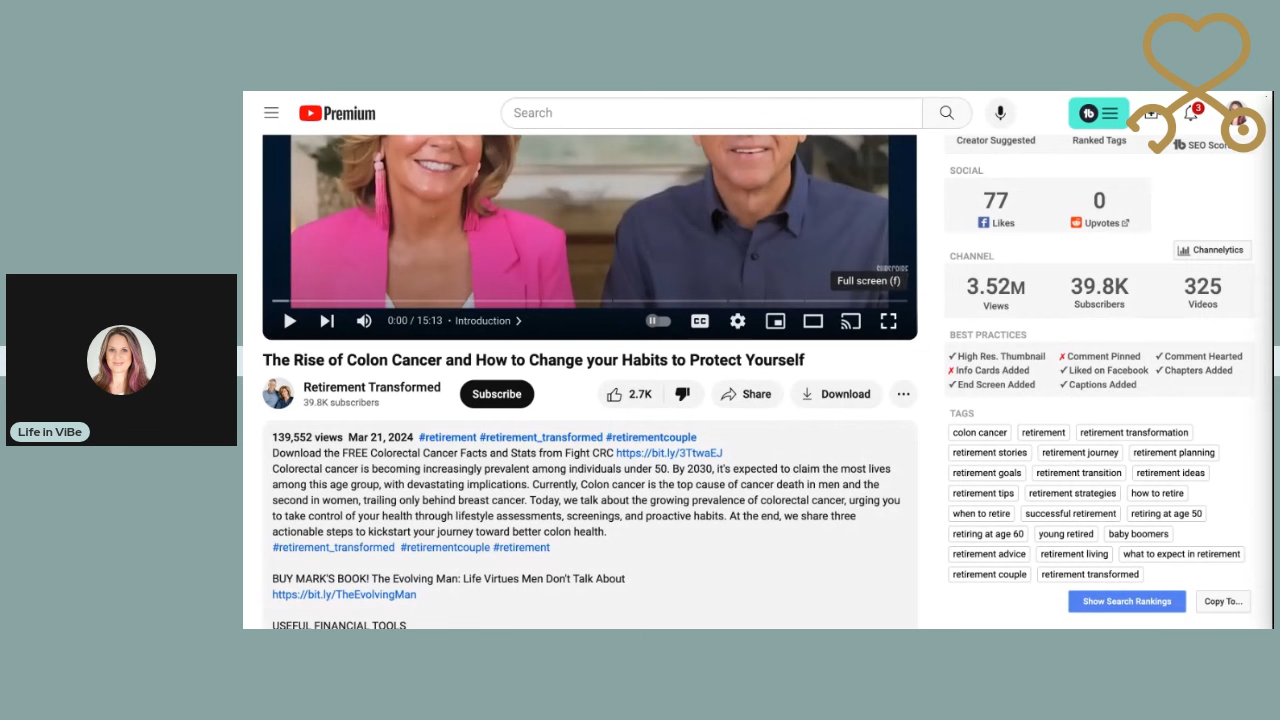 Premium
Search
3
Creator Suggested
Ranked Tags
tb SEO Score
SOCIAL
77
0
Likes
Upvotes
Full screen (f)
CHANNEL
Channelytics
0:00 / 15:13 • Introduction
CC
3.52M
39.8K
325
Views
Subscribers
Videos
BEST PRACTICES
✓ High Res. Thumbnail
✗ Comment Pinned
✓ Comment Hearted
✗ Info Cards Added
✓ Liked on Facebook
✓ Chapters Added
✓ End Screen Added
✓ Captions Added
The Rise of Colon Cancer and How to Change your Habits to Protect Yourself
Retirement Transformed
39.8K subscribers
Subscribe
2.7K
Share
Download
139,552 views Mar 21, 2024 #retirement #retirement_transformed #retirementcouple
Download the FREE Colorectal Cancer Facts and Stats from Fight CRC https://bit.ly/3TtwaEJ
Colorectal cancer is becoming increasingly prevalent among individuals under 50. By 2030, it's expected to claim the most lives
among this age group, with devastating implications. Currently, Colon cancer is the top cause of cancer death in men and the
second in women, trailing only behind breast cancer. Today, we talk about the growing prevalence of colorectal cancer, urging you
to take control of your health through lifestyle assessments, screenings, and proactive habits. At the end, we share three
actionable steps to kickstart your journey toward better colon health.
#retirement_transformed #retirementcouple #retirement
BUY MARK'S BOOK! The Evolving Man: Life Virtues Men Don't Talk About
https://bit.ly/TheEvolvingMan
USEFUL FINANCIAL TOOLS
TAGS
colon cancer
retirement
retirement transformation
retirement stories
retirement journey
retirement planning
retirement goals
retirement transition
retirement ideas
retirement tips
retirement strategies
how to retire
when to retire
successful retirement
retiring at age 50
retiring at age 60
young retired
baby boomers
retirement advice
retirement living
what to expect in retirement
retirement couple
retirement transformed
Show Search Rankings
Copy To...
Life in ViBe